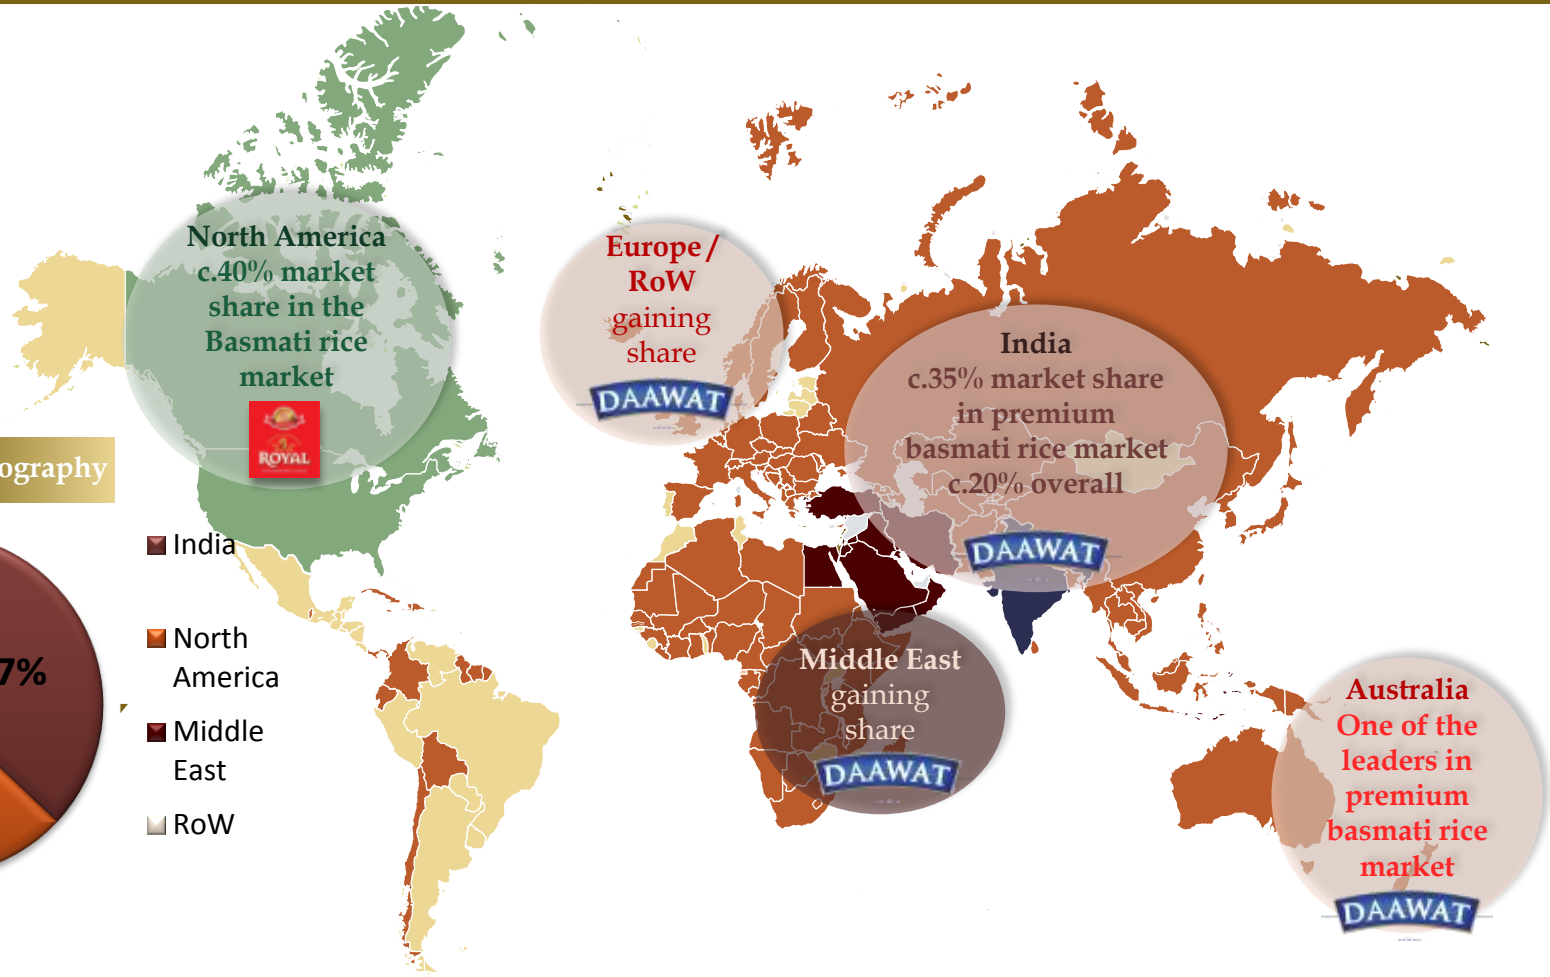 North America
c.40% market
share in the
Basmati rice
market
ROYAL
Europe /
RoW
gaining
share
DAAWAT
India
c.35% market share
in premium
basmati rice market
c.20% overall
DAAWAT
ography
India
North
America
Middle
East
RoW
7%
Middle East
gaining
share
DAAWAT
Australia
One of the
leaders in
premium
basmati rice
market
DAAWAT